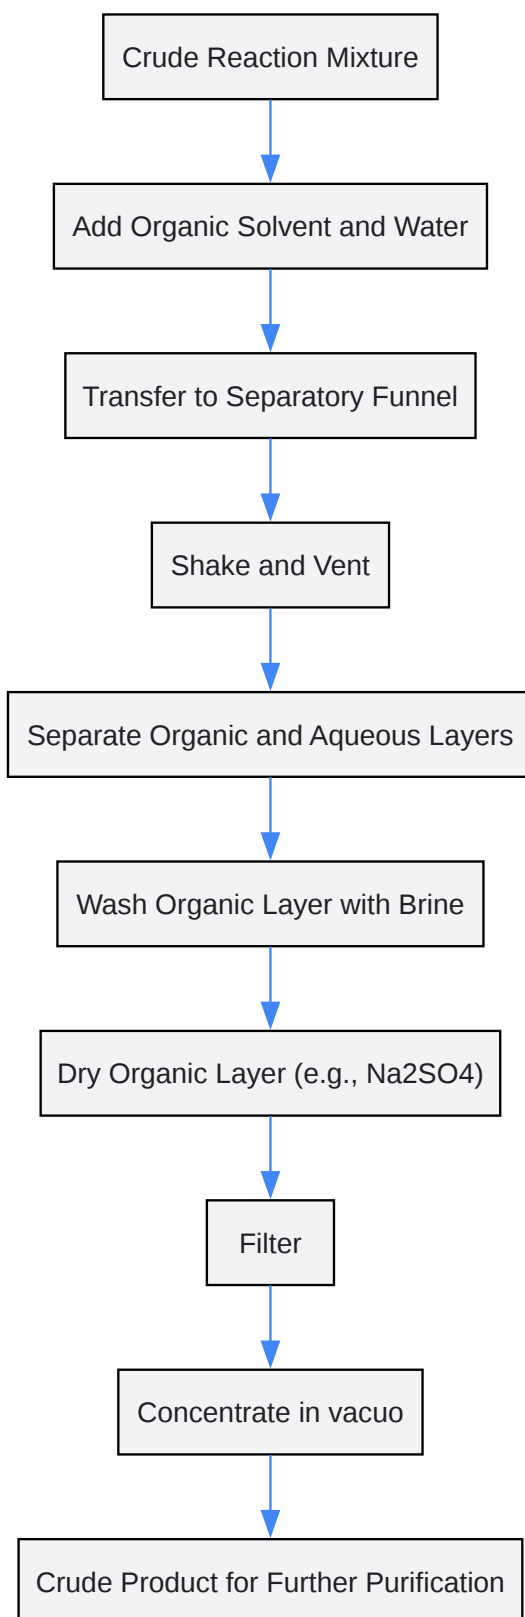 Crude Reaction Mixture
Add Organic Solvent and Water
Transfer to Separatory Funnel
Shake and Vent
Separate Organic and Aqueous Layers
Wash Organic Layer with Brine
Dry Organic Layer (e.g., Na2SO4)
Filter
Concentrate in vacuo
Crude Product for Further Purification